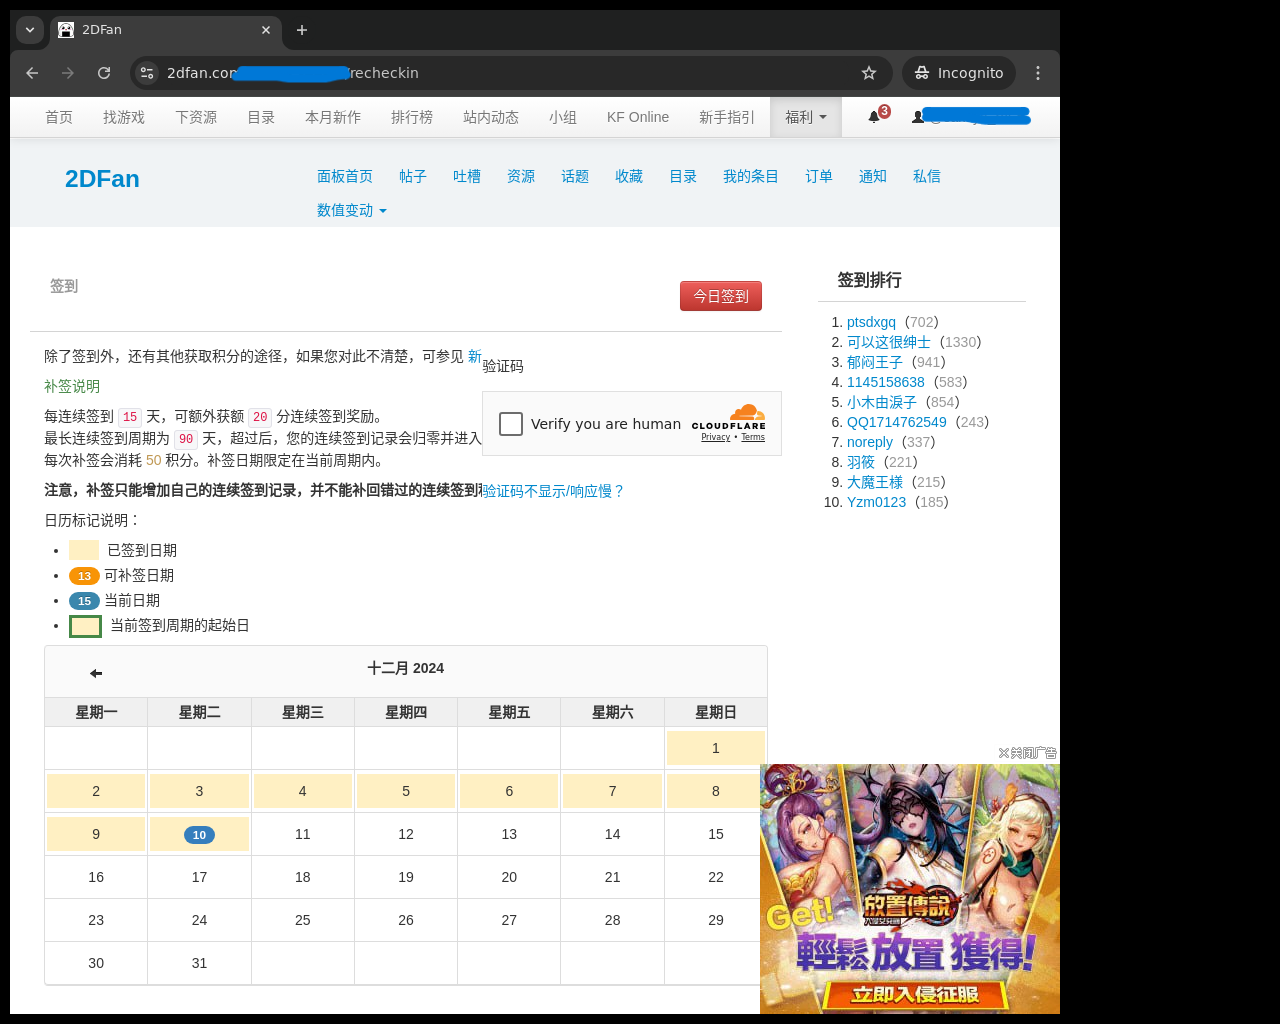 2DFan
2dfan.com
recheckin
Incognito
首页 找游戏 下资源 目录 本月新作 排行榜 站内动态 小组 KF Online 新手指引 福利 3
2DFan
面板首页 帖子 吐槽 资源 话题 收藏 目录 我的条目 订单 通知 私信
数值变动
签到
今日签到
除了签到外，还有其他获取积分的途径，如果您对此不清楚，可参见 新
补签说明
每连续签到 15 天，可额外获额 20 分连续签到奖励。
最长连续签到周期为 90 天，超过后，您的连续签到记录会归零并进入
每次补签会消耗 50 积分。补签日期限定在当前周期内。
注意，补签只能增加自己的连续签到记录，并不能补回错过的连续签到
日历标记说明：
已签到日期
13 可补签日期
15 当前日期
当前签到周期的起始日
验证码
Verify you are human
CLOUDFLARE
Privacy • Terms
验证码不显示/响应慢？
十二月 2024
星期一 星期二 星期三 星期四 星期五 星期六 星期日
1
2 3 4 5 6 7 8
9 10 11 12 13 14 15
16 17 18 19 20 21 22
23 24 25 26 27 28 29
30 31
签到排行
1. ptsdxgq（702）
2. 可以这很绅士（1330）
3. 郁闷王子（941）
4. 1145158638（583）
5. 小木由淚子（854）
6. QQ1714762549（243）
7. noreply（337）
8. 羽筱（221）
9. 大魔王様（215）
10. Yzm0123（185）
关闭广告
放置傳說
Get!
輕鬆放置 獲得!
立即入侵征服